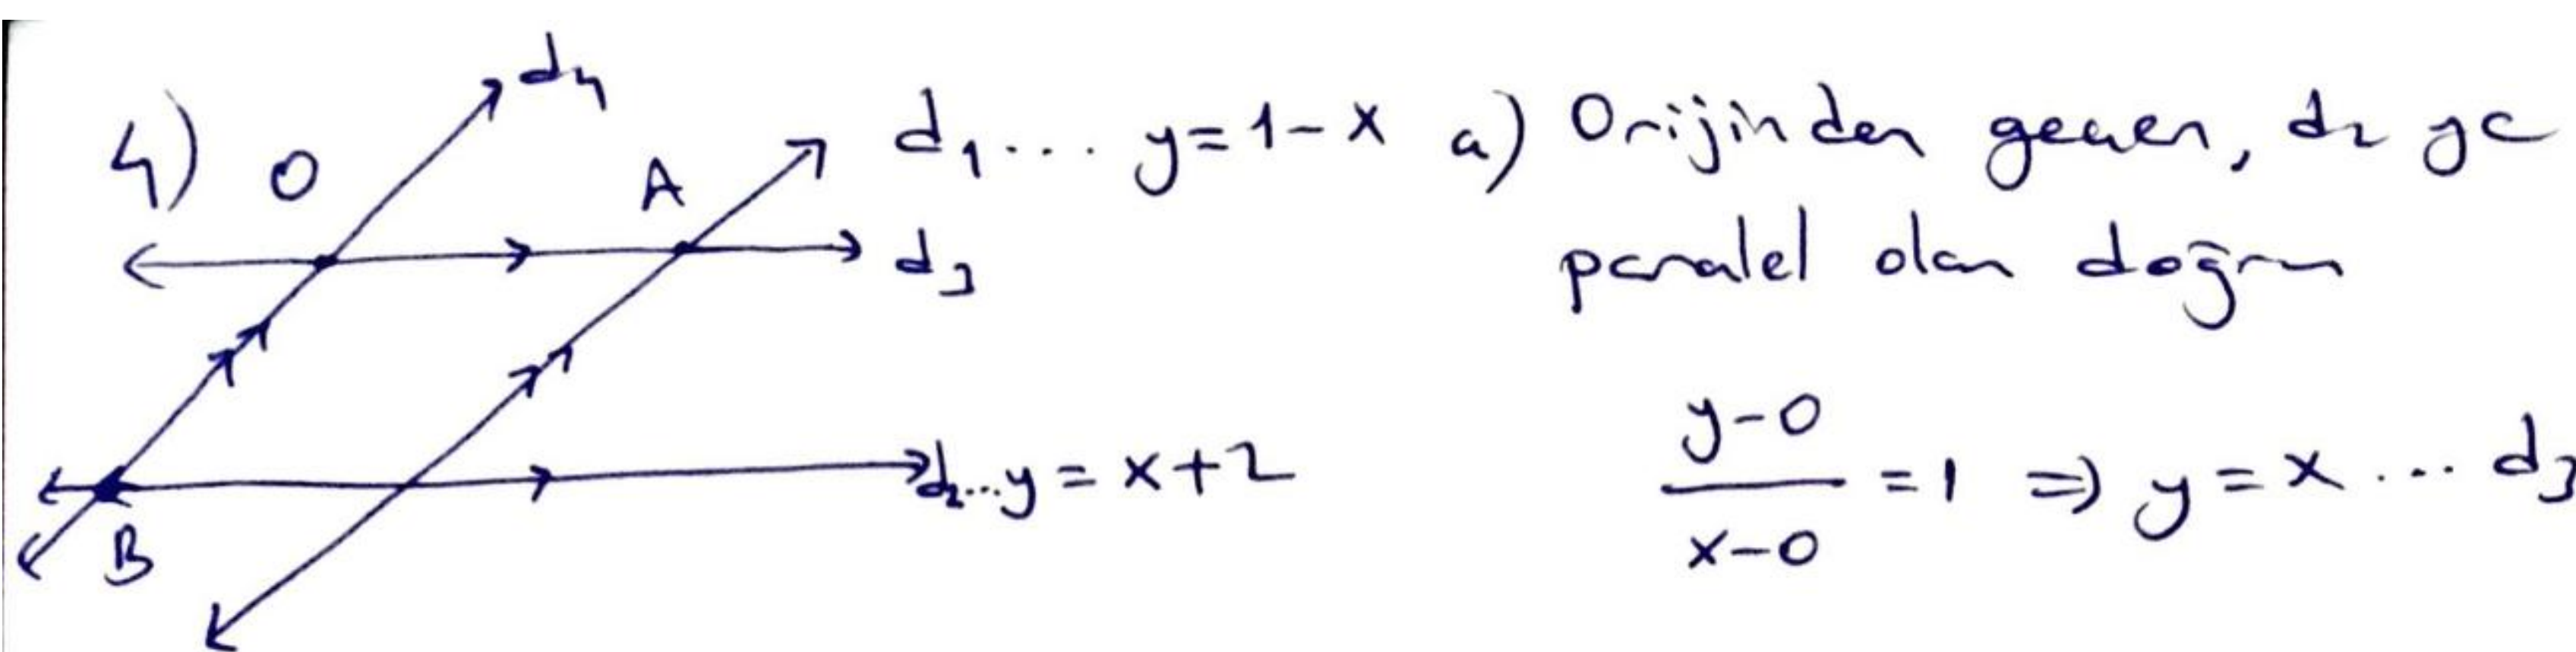 4) O A d4
d1... y=1-x
d3
d2...y = x+2
B
a) Orijinden geçen, d2 ye
paralel olan doğru
y-0
/ x-0 = 1 ⇒ y = x ... d3